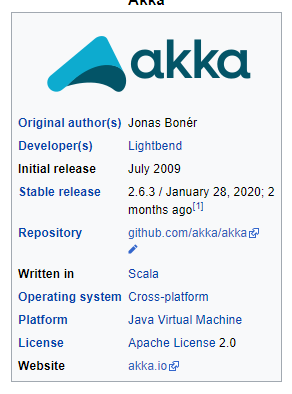 Akka
akka
Original author(s) Jonas Bonér
Developer(s) Lightbend
Initial release July 2009
Stable release 2.6.3 / January 28, 2020; 2
months ago[1]
Repository github.com/akka/akka
Written in Scala
Operating system Cross-platform
Platform Java Virtual Machine
License Apache License 2.0
Website akka.io